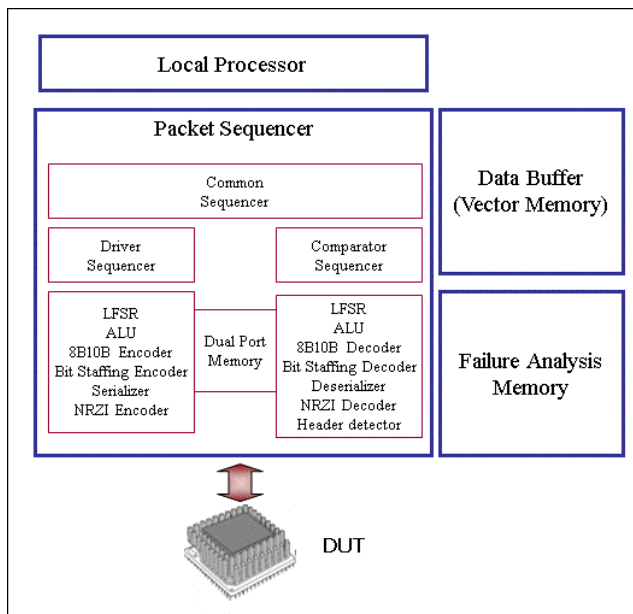 Local Processor
Packet Sequencer
Common
Sequencer
Driver
Sequencer
Comparator
Sequencer
LFSR
ALU
8B10B Encoder
Bit Staffing Encoder
Serializer
NRZI Encoder
Dual Port
Memory
LFSR
ALU
8B10B Decoder
Bit Staffing Decoder
Deserializer
NRZI Decoder
Header detector
Data Buffer
(Vector Memory)
Failure Analysis
Memory
DUT